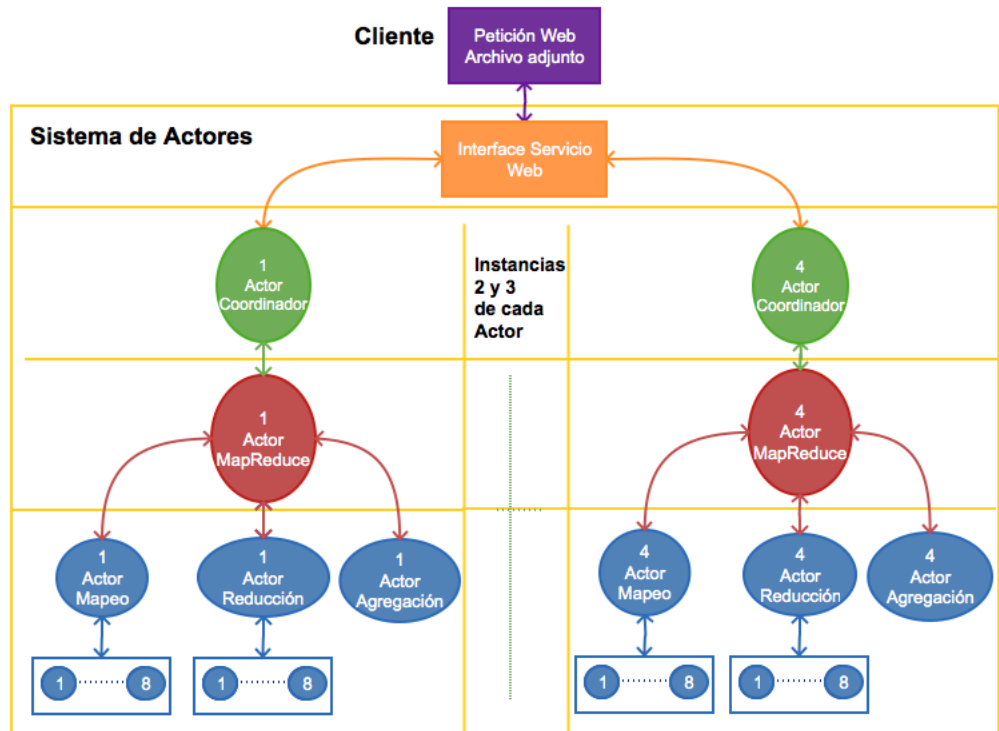 Cliente
Petición Web
Archivo adjunto
Sistema de Actores
Interface Servicio
Web
1
Actor
Coordinador
Instancias
2 y 3
de cada
Actor
4
Actor
Coordinador
1
Actor
MapReduce
4
Actor
MapReduce
1
Actor
Mapeo
1
Actor
Reducción
1
Actor
Agregación
4
Actor
Mapeo
4
Actor
Reducción
4
Actor
Agregación
1 8
1 8
1 8
1 8